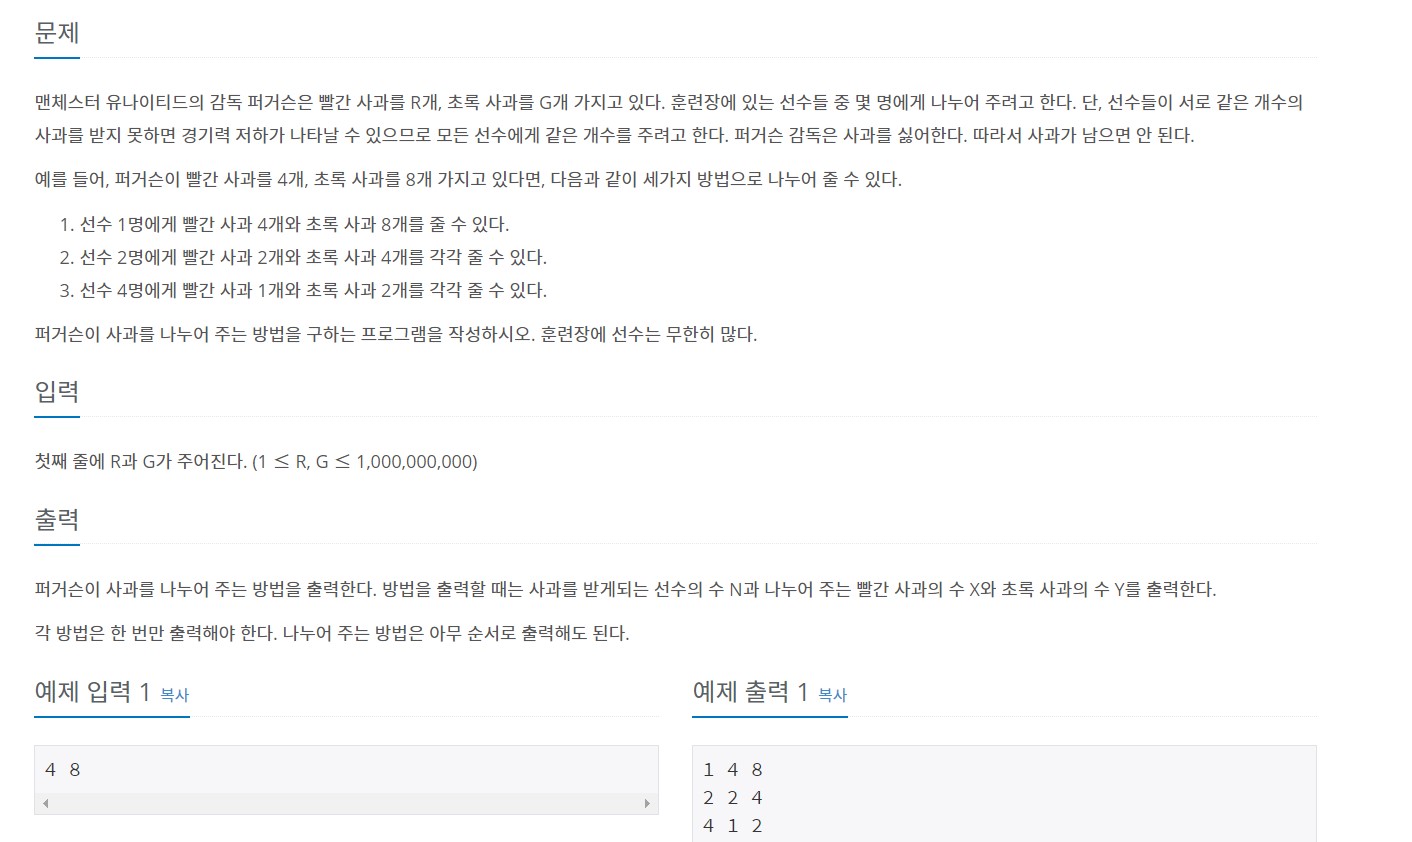 문제
맨체스터 유나이티드의 감독 퍼거슨은 빨간 사과를 R개, 초록 사과를 G개 가지고 있다. 훈련장에 있는 선수들 중 몇 명에게 나누어 주려고 한다. 단, 선수들이 서로 같은 개수의
사과를 받지 못하면 경기력 저하가 나타날 수 있으므로 모든 선수에게 같은 개수를 주려고 한다. 퍼거슨 감독은 사과를 싫어한다. 따라서 사과가 남으면 안 된다.
예를 들어, 퍼거슨이 빨간 사과를 4개, 초록 사과를 8개 가지고 있다면, 다음과 같이 세가지 방법으로 나누어 줄 수 있다.
1. 선수 1명에게 빨간 사과 4개와 초록 사과 8개를 줄 수 있다.
2. 선수 2명에게 빨간 사과 2개와 초록 사과 4개를 각각 줄 수 있다.
3. 선수 4명에게 빨간 사과 1개와 초록 사과 2개를 각각 줄 수 있다.
퍼거슨이 사과를 나누어 주는 방법을 구하는 프로그램을 작성하시오. 훈련장에 선수는 무한히 많다.
입력
첫째 줄에 R과 G가 주어진다. (1 ≤ R, G ≤ 1,000,000,000)
출력
퍼거슨이 사과를 나누어 주는 방법을 출력한다. 방법을 출력할 때는 사과를 받게되는 선수의 수 N과 나누어 주는 빨간 사과의 수 X와 초록 사과의 수 Y를 출력한다.
각 방법은 한 번만 출력해야 한다. 나누어 주는 방법은 아무 순서로 출력해도 된다.
예제 입력 1 복사
4 8
예제 출력 1 복사
1 4 8
2 2 4
4 1 2